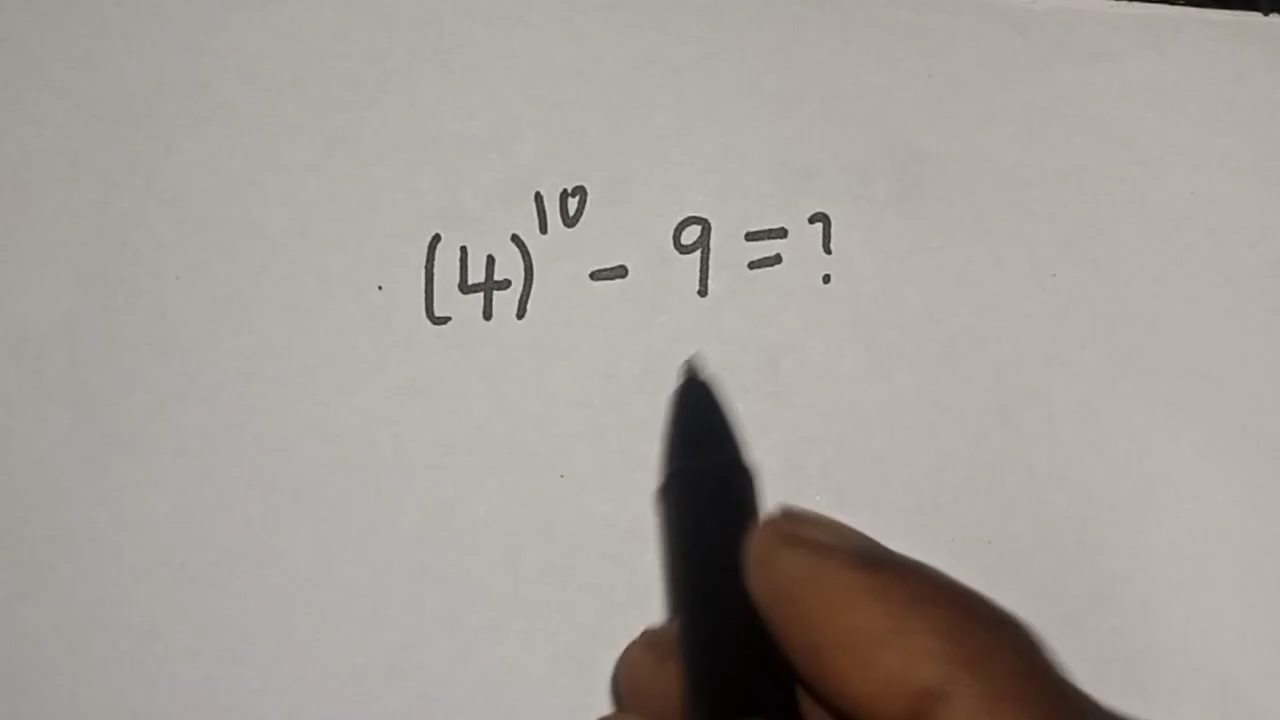 (4)¹⁰ - 9 = ?